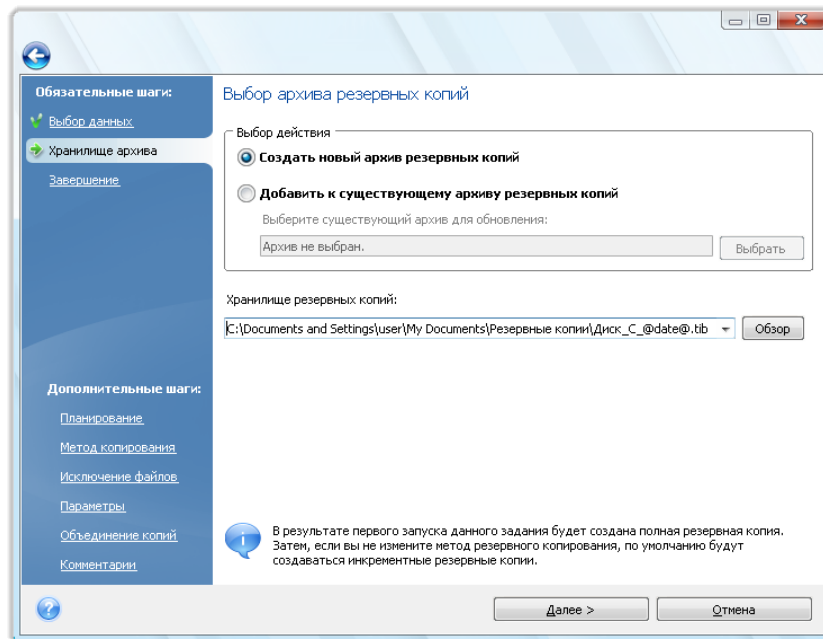 Обязательные шаги:
Выбор данных
Хранилище архива
Завершение
Дополнительные шаги:
Планирование
Метод копирования
Исключение файлов
Параметры
Объединение копий
Комментарии
Выбор архива резервных копий
Выбор действия
Создать новый архив резервных копий
Добавить к существующему архиву резервных копий
Выберите существующий архив для обновления:
Архив не выбран.
Выбрать
Хранилище резервных копий:
C:\Documents and Settings\user\My Documents\Резервные копии\Диск_C_@date@.tib
Обзор
В результате первого запуска данного задания будет создана полная резервная копия.
Затем, если вы не измените метод резервного копирования, по умолчанию будут
создаваться инкрементные резервные копии.
Далее >
Отмена